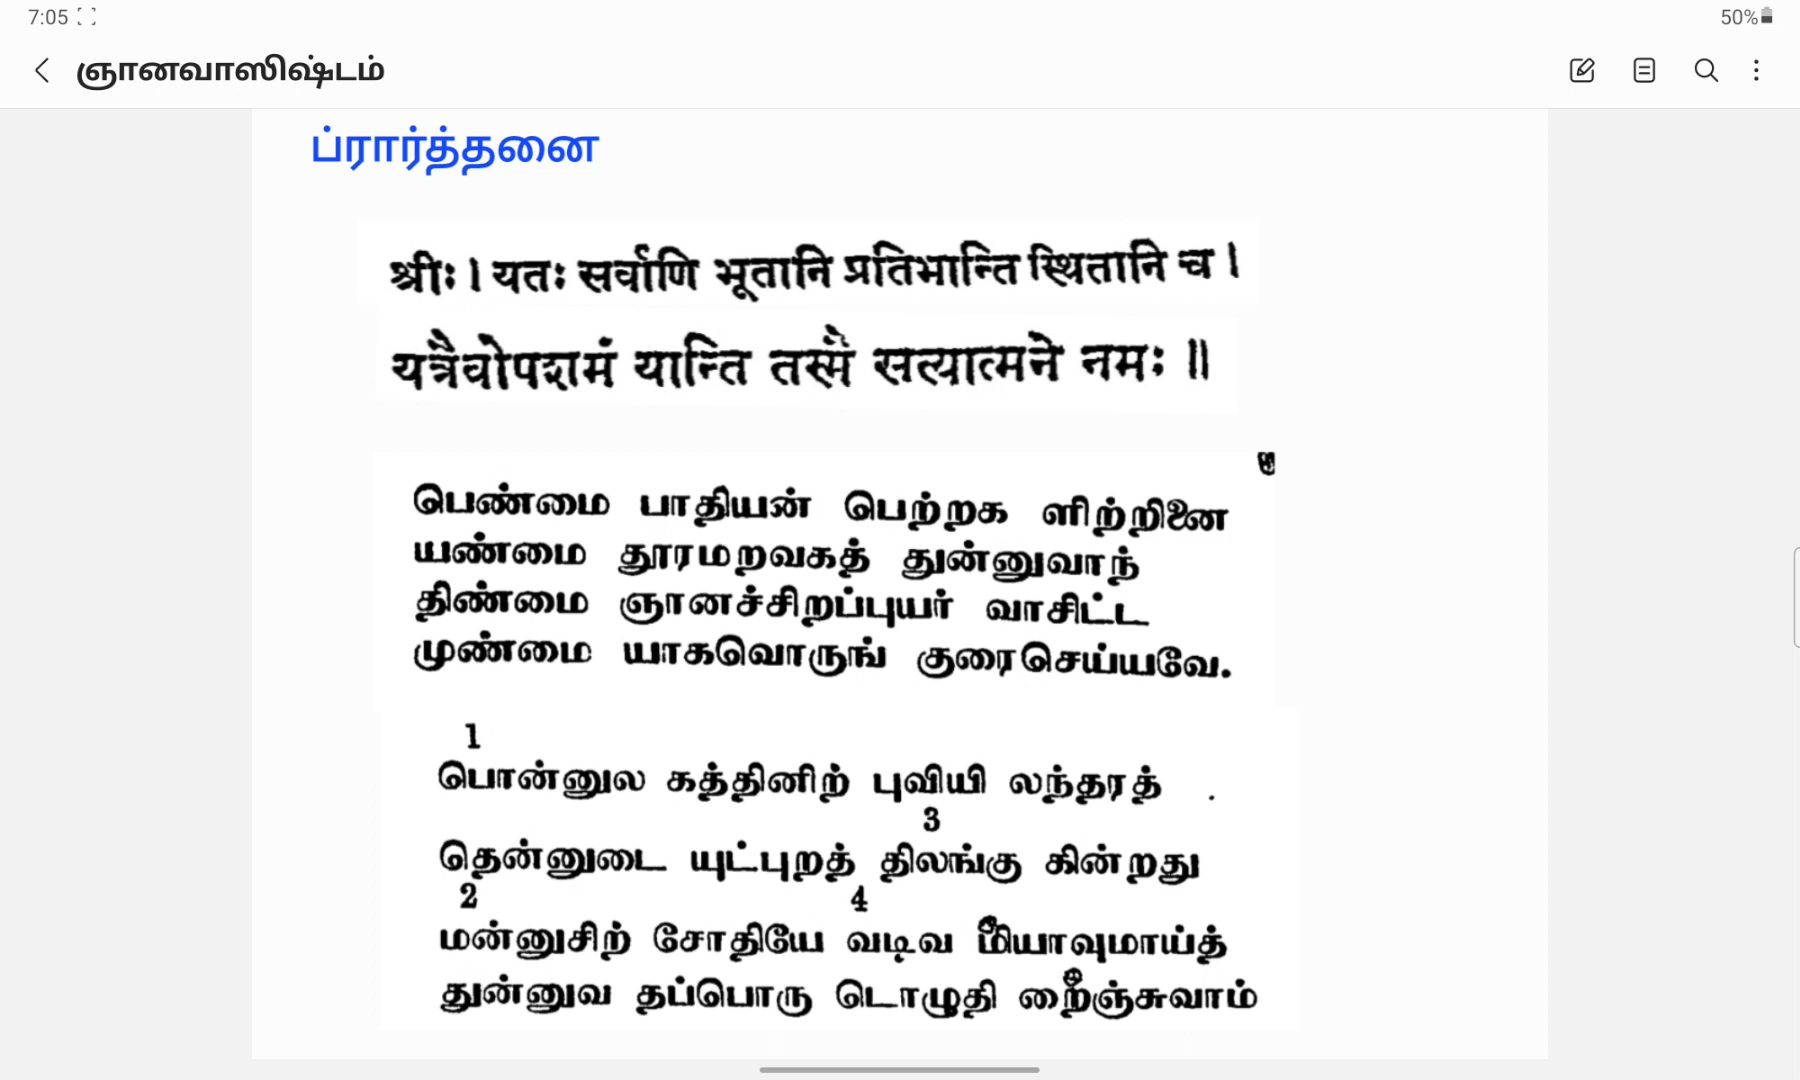 7:05
50%
ஞானவாஸிஷ்டம்
ப்ரார்த்தனை
श्रीः । यतः सर्वाणि भूतानि प्रतिभान्ति स्थितानि च ।
यत्रैवोपशमं यान्ति तस्मै सत्यात्मने नमः ॥
பெண்மை பாதியன் பெற்றக ளிற்றினை
யண்மை தூரமறவகத் துன்னுவாந்
திண்மை ஞானச்சிறப்புயர் வாசிட்ட
முண்மை யாகவொருங் குரைசெய்யவே.
1
பொன்னுல கத்தினிற் புவியி லந்தரத்
3
தென்னுடை யுட்புறத் திலங்கு கின்றது
2 4
மன்னுசிற் சோதியே வடிவ மீயாவுமாய்த்
துன்னுவ தப்பொரு டொழுதி றைஞ்சுவாம்